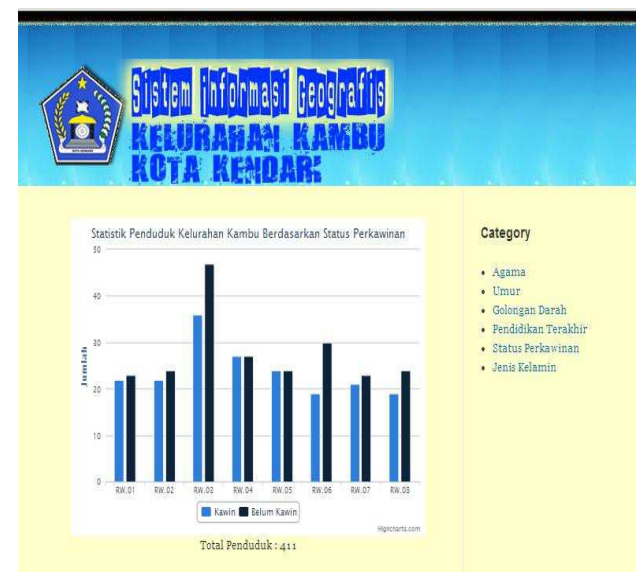 Sistem informasi Geografis
KELURAHAN KAMBU
KOTA KENDARI
Statistik Penduduk Kelurahan Kambu Berdasarkan Status Perkawinan
50
40
30
20
10
0
Jumlah
RW.01 RW.02 RW.03 RW.04 RW.05 RW.06 RW.07 RW.08
Kawin Belum Kawin
Highcharts.com
Total Penduduk : 411
Category
Agama
Umur
Golongan Darah
Pendidikan Terakhir
Status Perkawinan
Jenis Kelamin